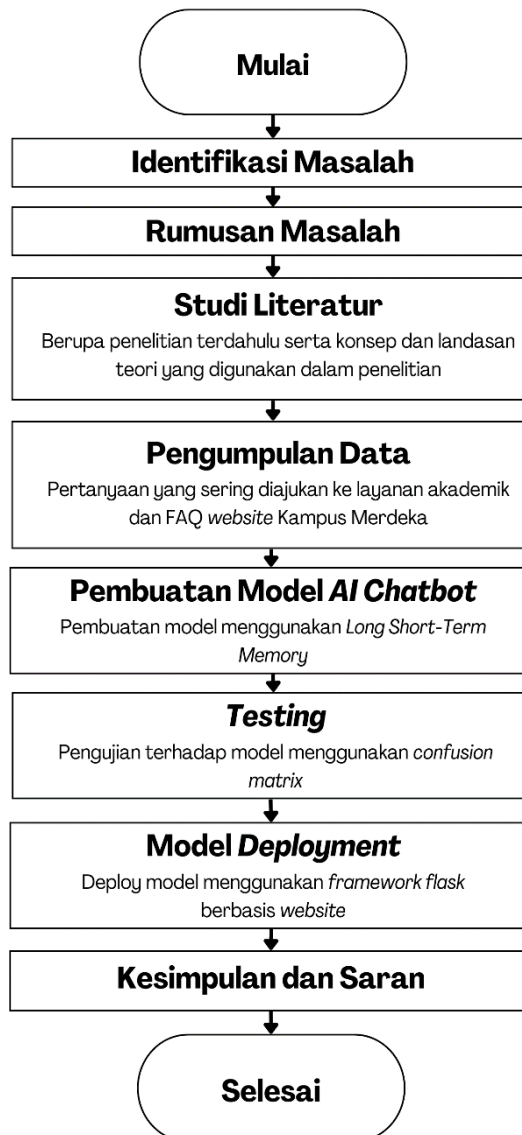 Mulai
Identifikasi Masalah
Rumusan Masalah
Studi Literatur
Berupa penelitian terdahulu serta konsep dan landasan
teori yang digunakan dalam penelitian
Pengumpulan Data
Pertanyaan yang sering diajukan ke layanan akademik
dan FAQ website Kampus Merdeka
Pembuatan Model AI Chatbot
Pembuatan model menggunakan Long Short-Term
Memory
Testing
Pengujian terhadap model menggunakan confusion
matrix
Model Deployment
Deploy model menggunakan framework flask
berbasis website
Kesimpulan dan Saran
Selesai